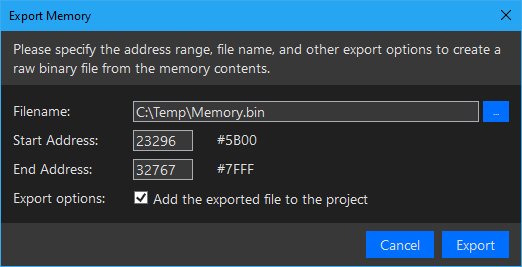 Export Memory
Please specify the address range, file name, and other export options to create a
raw binary file from the memory contents.
Filename: C:\Temp\Memory.bin ...
Start Address: 23296 #5B00
End Address: 32767 #7FFF
Export options: Add the exported file to the project
Cancel Export